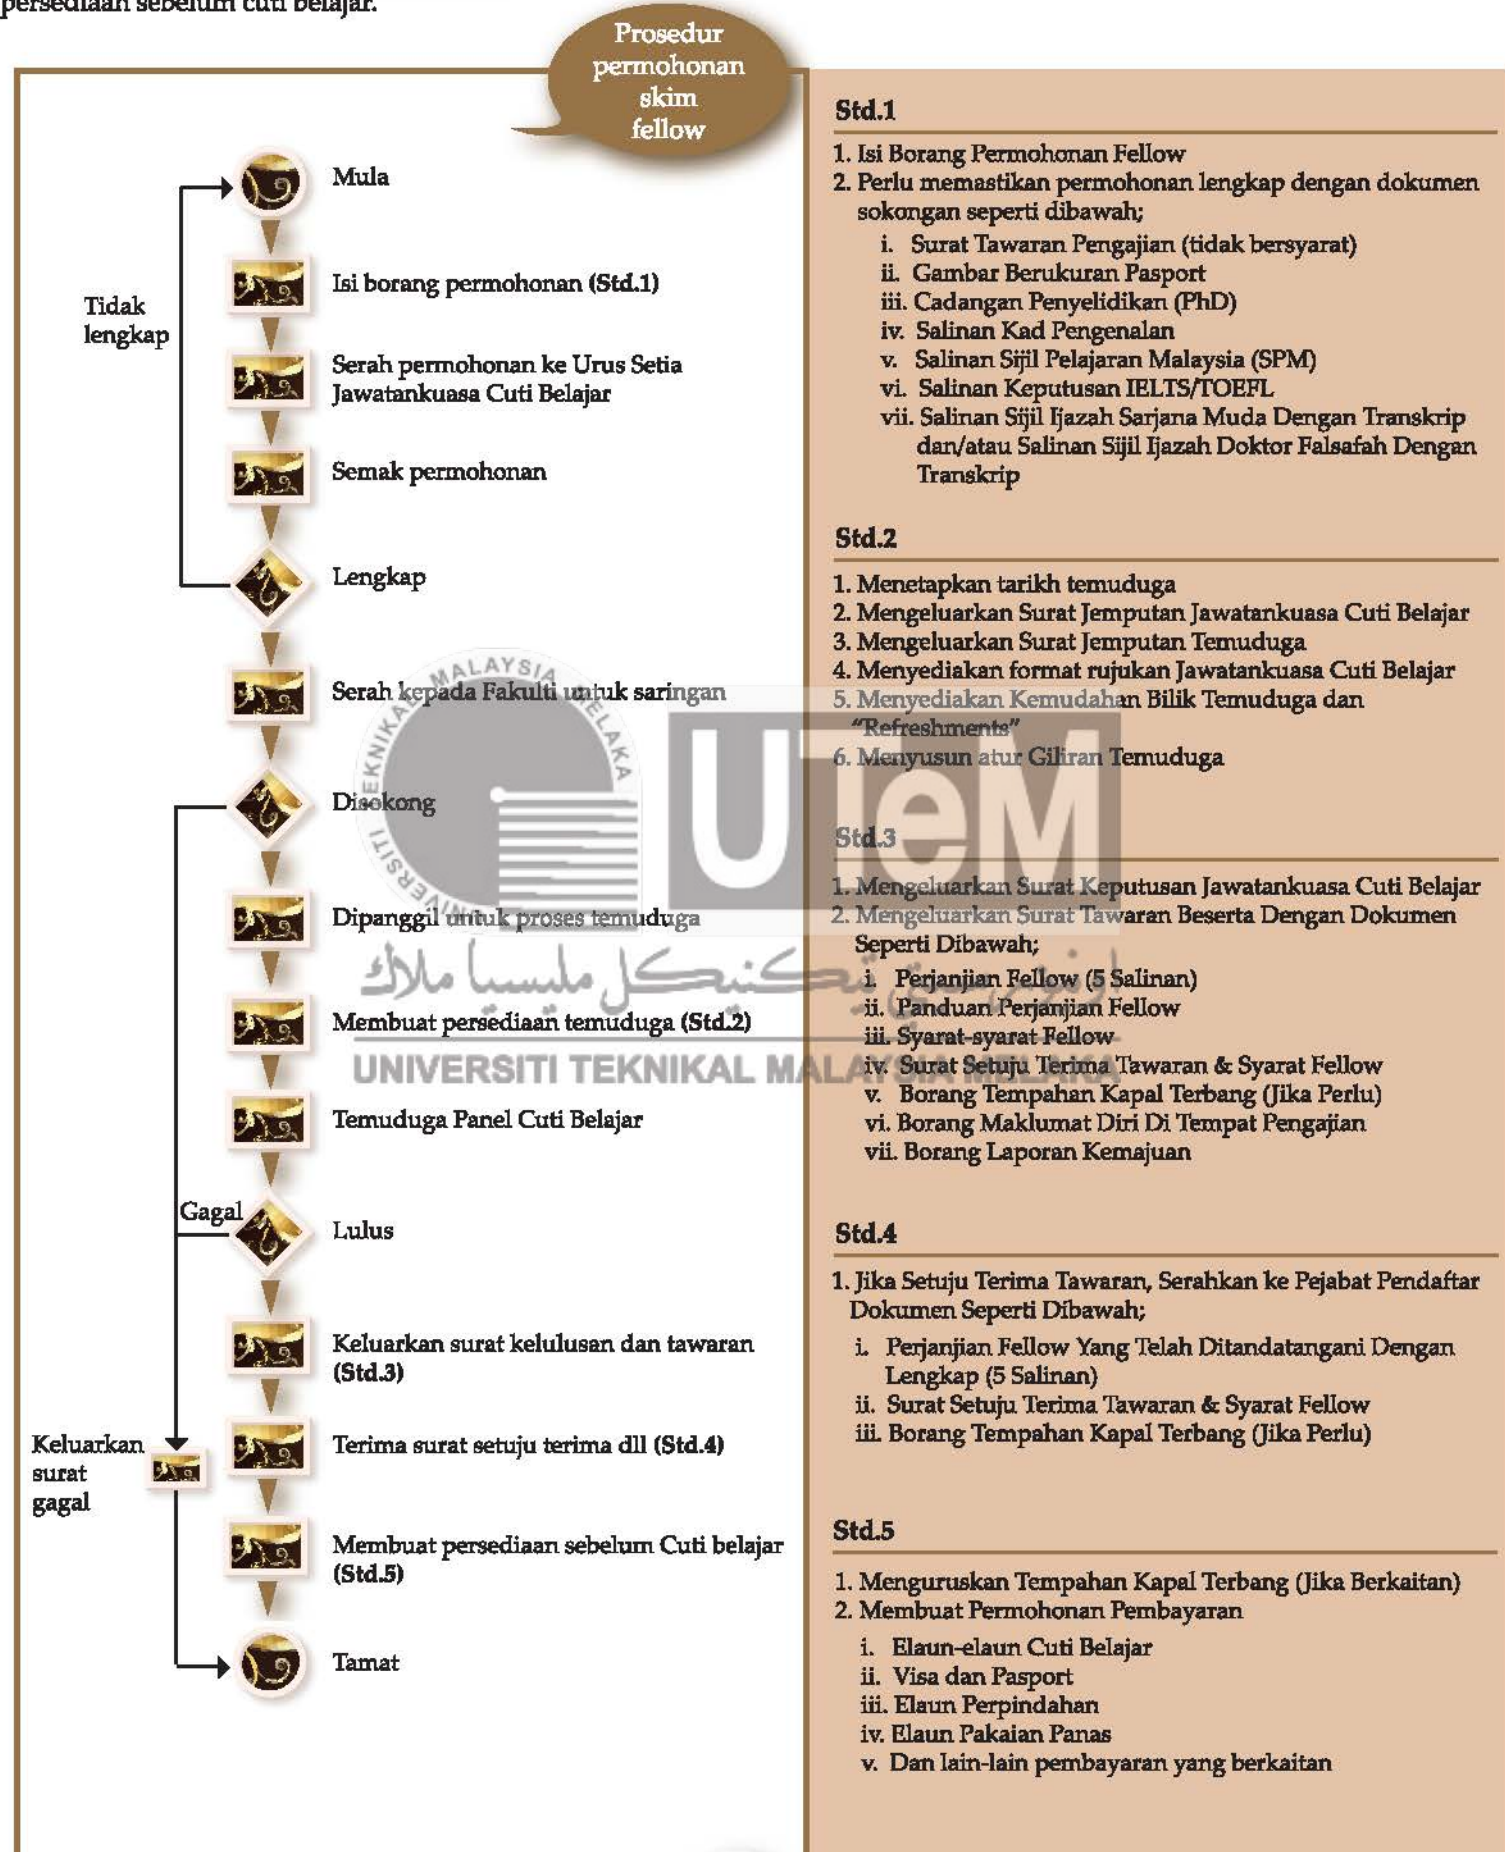 persediaan sebelum cuti belajar.
Prosedur
permohonan
skim
fellow
Mula
Isi borang permohonan (Std.1)
Tidak
lengkap
Serah permohonan ke Urus Setia
Jawatankuasa Cuti Belajar
Semak permohonan
Lengkap
Serah kepada Fakulti untuk saringan
Disokong
Dipanggil untuk proses temuduga
Membuat persediaan temuduga (Std.2)
Temuduga Panel Cuti Belajar
Gagal
Lulus
Keluarkan surat kelulusan dan tawaran
(Std.3)
Keluarkan
surat
gagal
Terima surat setuju terima dll (Std.4)
Membuat persediaan sebelum Cuti belajar
(Std.5)
Tamat
Std.1
1. Isi Borang Permohonan Fellow
2. Perlu memastikan permohonan lengkap dengan dokumen
sokongan seperti dibawah;
i. Surat Tawaran Pengajian (tidak bersyarat)
ii. Gambar Berukuran Pasport
iii. Cadangan Penyelidikan (PhD)
iv. Salinan Kad Pengenalan
v. Salinan Sijil Pelajaran Malaysia (SPM)
vi. Salinan Keputusan IELTS/TOEFL
vii. Salinan Sijil Ijazah Sarjana Muda Dengan Transkrip
dan/atau Salinan Sijil Ijazah Doktor Falsafah Dengan
Transkrip
Std.2
1. Menetapkan tarikh temuduga
2. Mengeluarkan Surat Jemputan Jawatankuasa Cuti Belajar
3. Mengeluarkan Surat Jemputan Temuduga
4. Menyediakan format rujukan Jawatankuasa Cuti Belajar
5. Menyediakan Kemudahan Bilik Temuduga dan
"Refreshments"
6. Menyusun atur Giliran Temuduga
Std.3
1. Mengeluarkan Surat Keputusan Jawatankuasa Cuti Belajar
2. Mengeluarkan Surat Tawaran Beserta Dengan Dokumen
Seperti Dibawah;
i. Perjanjian Fellow (5 Salinan)
ii. Panduan Perjanjian Fellow
iii. Syarat-syarat Fellow
iv. Surat Setuju Terima Tawaran & Syarat Fellow
v. Borang Tempahan Kapal Terbang (Jika Perlu)
vi. Borang Maklumat Diri Di Tempat Pengajian
vii. Borang Laporan Kemajuan
Std.4
1. Jika Setuju Terima Tawaran, Serahkan ke Pejabat Pendaftar
Dokumen Seperti Dibawah;
i. Perjanjian Fellow Yang Telah Ditandatangani Dengan
Lengkap (5 Salinan)
ii. Surat Setuju Terima Tawaran & Syarat Fellow
iii. Borang Tempahan Kapal Terbang (Jika Perlu)
Std.5
1. Menguruskan Tempahan Kapal Terbang (Jika Berkaitan)
2. Membuat Permohonan Pembayaran
i. Elaun-elaun Cuti Belajar
ii. Visa dan Pasport
iii. Elaun Perpindahan
iv. Elaun Pakaian Panas
v. Dan lain-lain pembayaran yang berkaitan
UNIVERSITI TEKNIKAL MALAYSIA MELAKA
UTeM
اونيۏرسيتي تيكنيكل مليسيا ملاك
UNIVERSITI TEKNIKAL MALAYSIA MELAKA